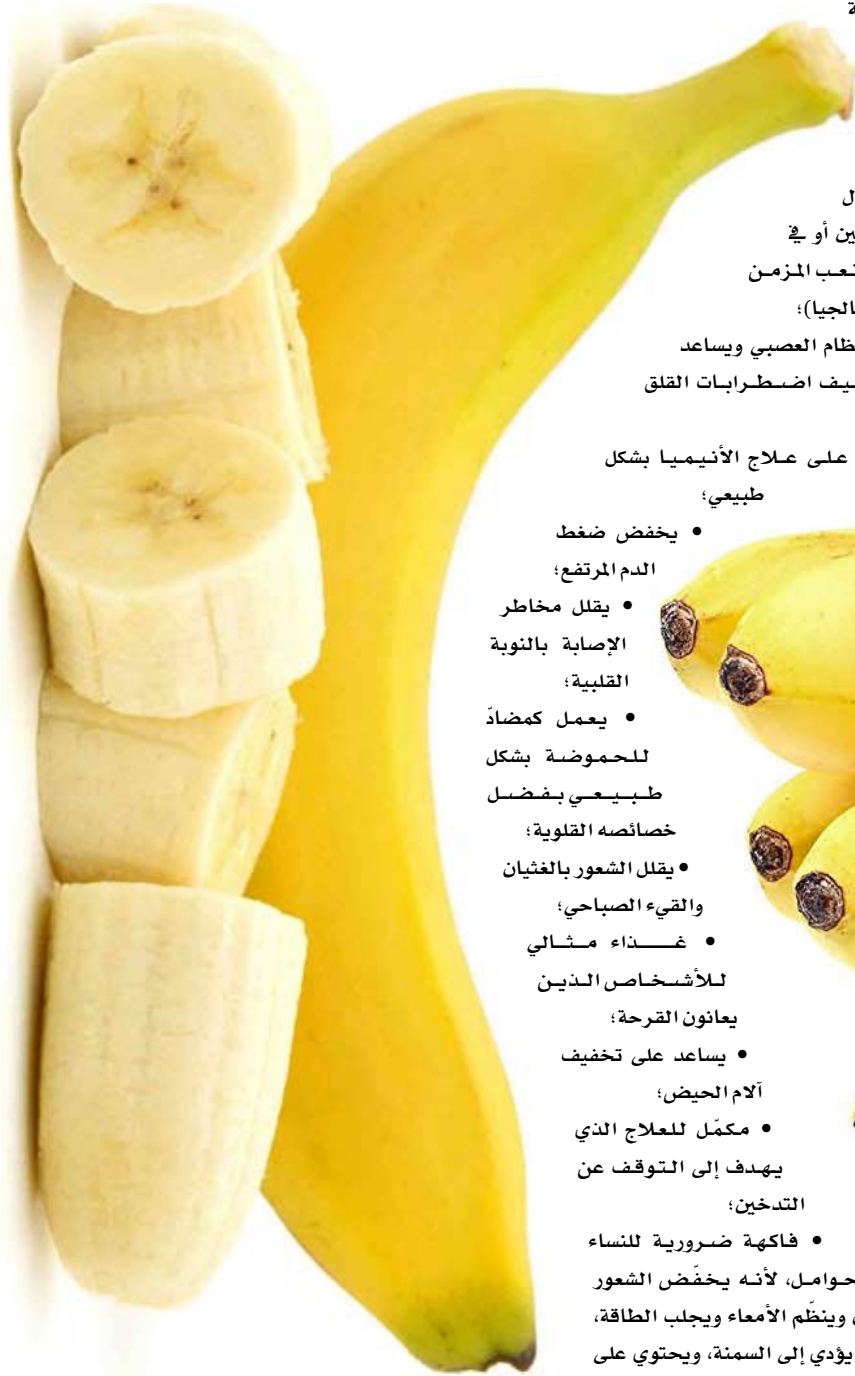 ة
ل
ين أو في
تعب المزمن
الجيا)؛
ظام العصبي ويساعد
يف اضطرابات القلق
على علاج الأنيميا بشكل
طبيعي؛
• يخفض ضغط
الدم المرتفع؛
• يقلل مخاطر
الإصابة بالنوبة
القلبية؛
• يعمل كمضادّ
للحموضة بشكل
طبيعي بفضل
خصائصه القلوية؛
• يقلل الشعور بالغثيان
والقيء الصباحي؛
• غذاء مثالي
للأشخاص الذين
يعانون القرحة؛
• يساعد على تخفيف
آلام الحيض؛
• مكمّل للعلاج الذي
يهدف إلى التوقف عن
التدخين؛
• فاكهة ضرورية للنساء
حوامل، لأنه يخفّض الشعور
وينظّم الأمعاء ويجلب الطاقة،
يؤدي إلى السمنة، ويحتوي على